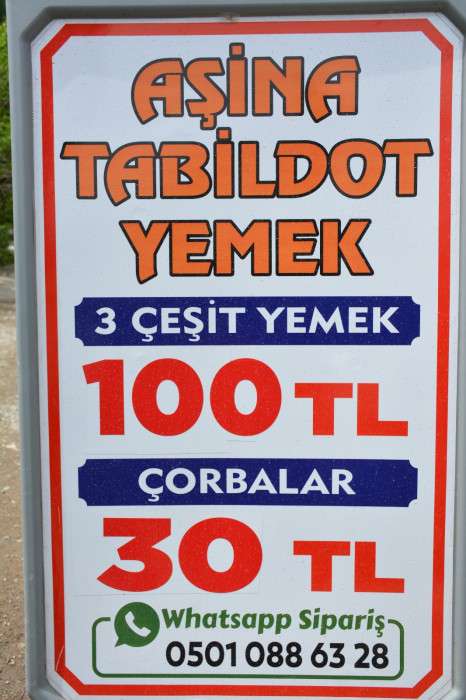 AŞİNA
TABİLDOT
YEMEK
3 ÇEŞİT YEMEK
100 TL
ÇORBALAR
30 TL
Whatsapp Sipariş
0501 088 63 28